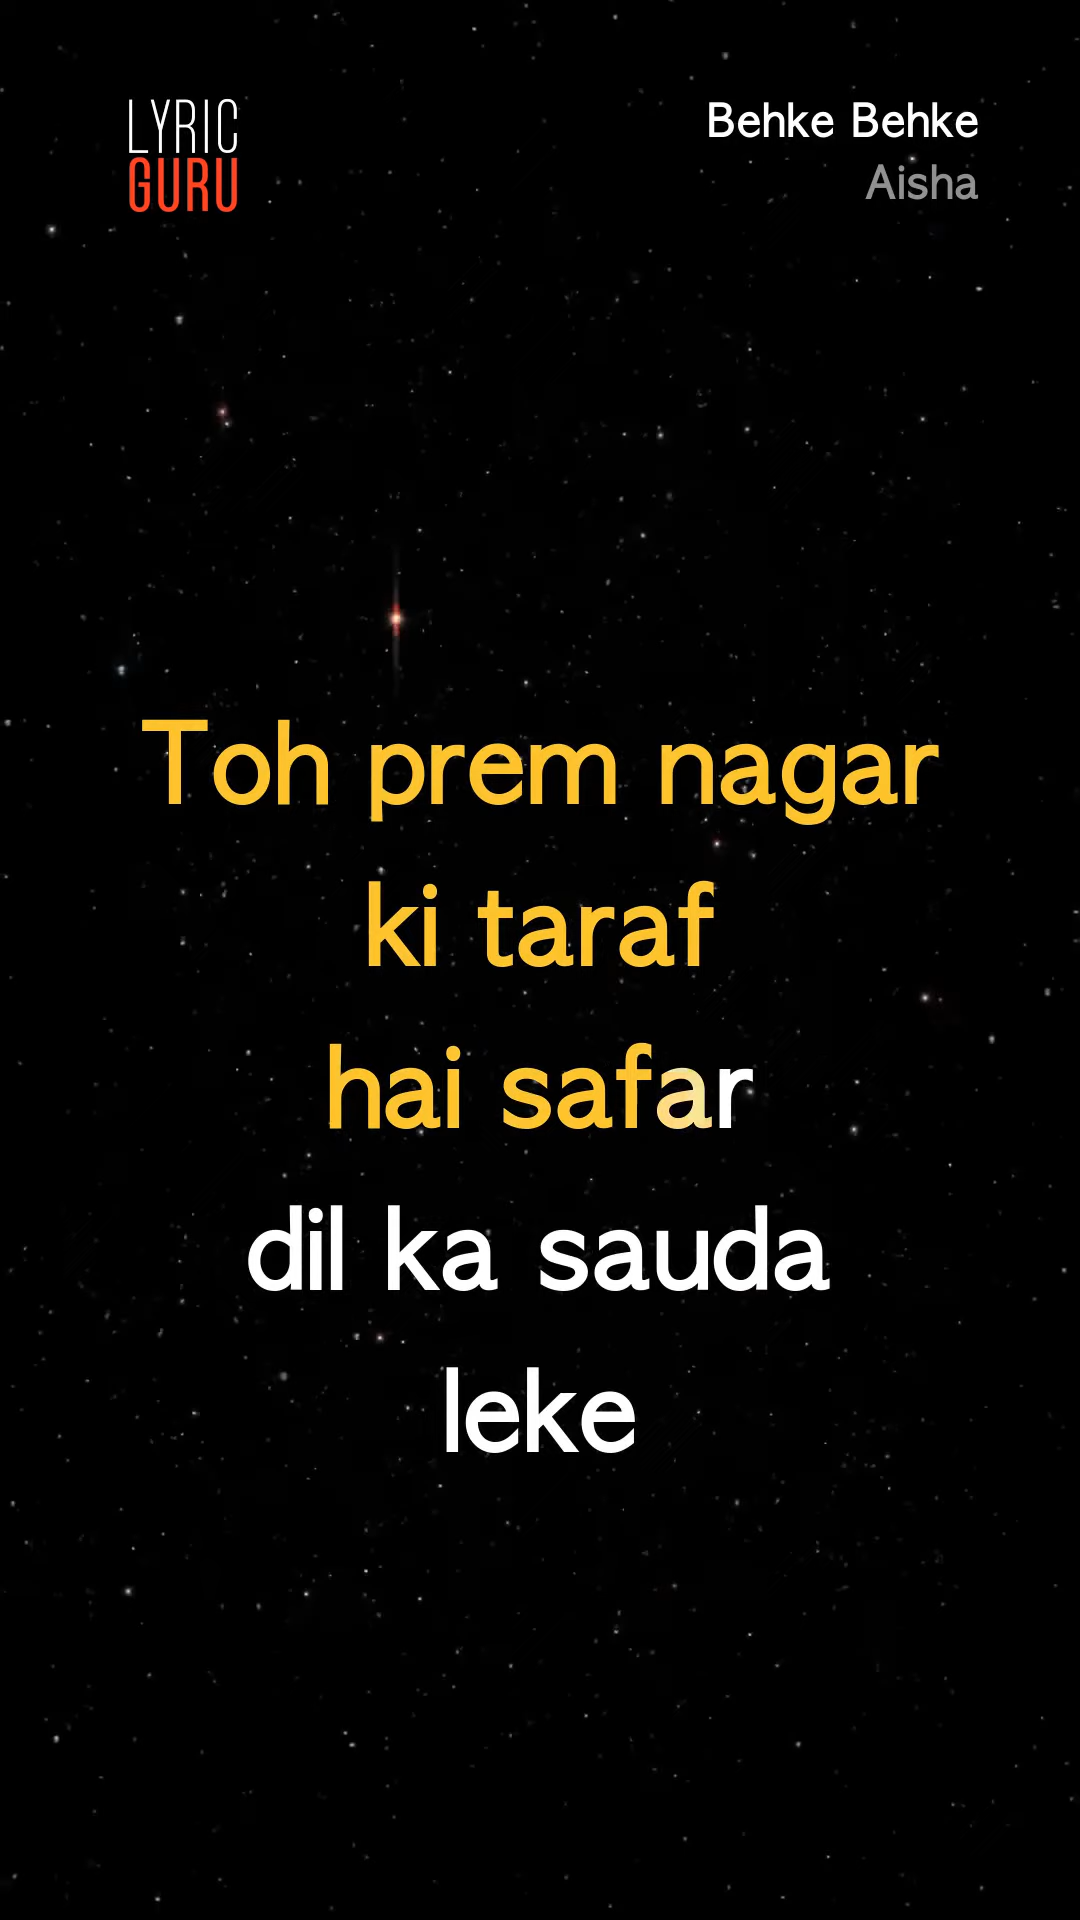 LYRIC
GURU
Behke Behke
Aisha
Toh prem nagar
ki taraf
hai safar
dil ka sauda
leke